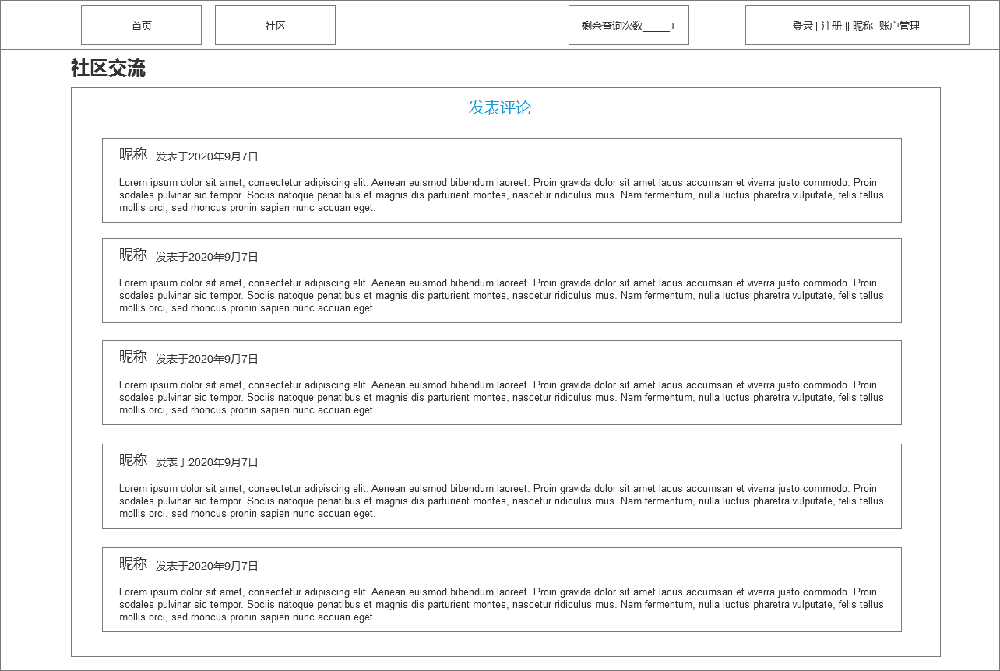 首页 社区 剩余查询次数_____+ 登录 | 注册 || 昵称 账户管理
社区交流
发表评论
昵称 发表于2020年9月7日
Lorem ipsum dolor sit amet, consectetur adipiscing elit. Aenean euismod bibendum laoreet. Proin gravida dolor sit amet lacus accumsan et viverra justo commodo. Proin
sodales pulvinar sic tempor. Sociis natoque penatibus et magnis dis parturient montes, nascetur ridiculus mus. Nam fermentum, nulla luctus pharetra vulputate, felis tellus
mollis orci, sed rhoncus pronin sapien nunc accuan eget.
昵称 发表于2020年9月7日
Lorem ipsum dolor sit amet, consectetur adipiscing elit. Aenean euismod bibendum laoreet. Proin gravida dolor sit amet lacus accumsan et viverra justo commodo. Proin
sodales pulvinar sic tempor. Sociis natoque penatibus et magnis dis parturient montes, nascetur ridiculus mus. Nam fermentum, nulla luctus pharetra vulputate, felis tellus
mollis orci, sed rhoncus pronin sapien nunc accuan eget.
昵称 发表于2020年9月7日
Lorem ipsum dolor sit amet, consectetur adipiscing elit. Aenean euismod bibendum laoreet. Proin gravida dolor sit amet lacus accumsan et viverra justo commodo. Proin
sodales pulvinar sic tempor. Sociis natoque penatibus et magnis dis parturient montes, nascetur ridiculus mus. Nam fermentum, nulla luctus pharetra vulputate, felis tellus
mollis orci, sed rhoncus pronin sapien nunc accuan eget.
昵称 发表于2020年9月7日
Lorem ipsum dolor sit amet, consectetur adipiscing elit. Aenean euismod bibendum laoreet. Proin gravida dolor sit amet lacus accumsan et viverra justo commodo. Proin
sodales pulvinar sic tempor. Sociis natoque penatibus et magnis dis parturient montes, nascetur ridiculus mus. Nam fermentum, nulla luctus pharetra vulputate, felis tellus
mollis orci, sed rhoncus pronin sapien nunc accuan eget.
昵称 发表于2020年9月7日
Lorem ipsum dolor sit amet, consectetur adipiscing elit. Aenean euismod bibendum laoreet. Proin gravida dolor sit amet lacus accumsan et viverra justo commodo. Proin
sodales pulvinar sic tempor. Sociis natoque penatibus et magnis dis parturient montes, nascetur ridiculus mus. Nam fermentum, nulla luctus pharetra vulputate, felis tellus
mollis orci, sed rhoncus pronin sapien nunc accuan eget.